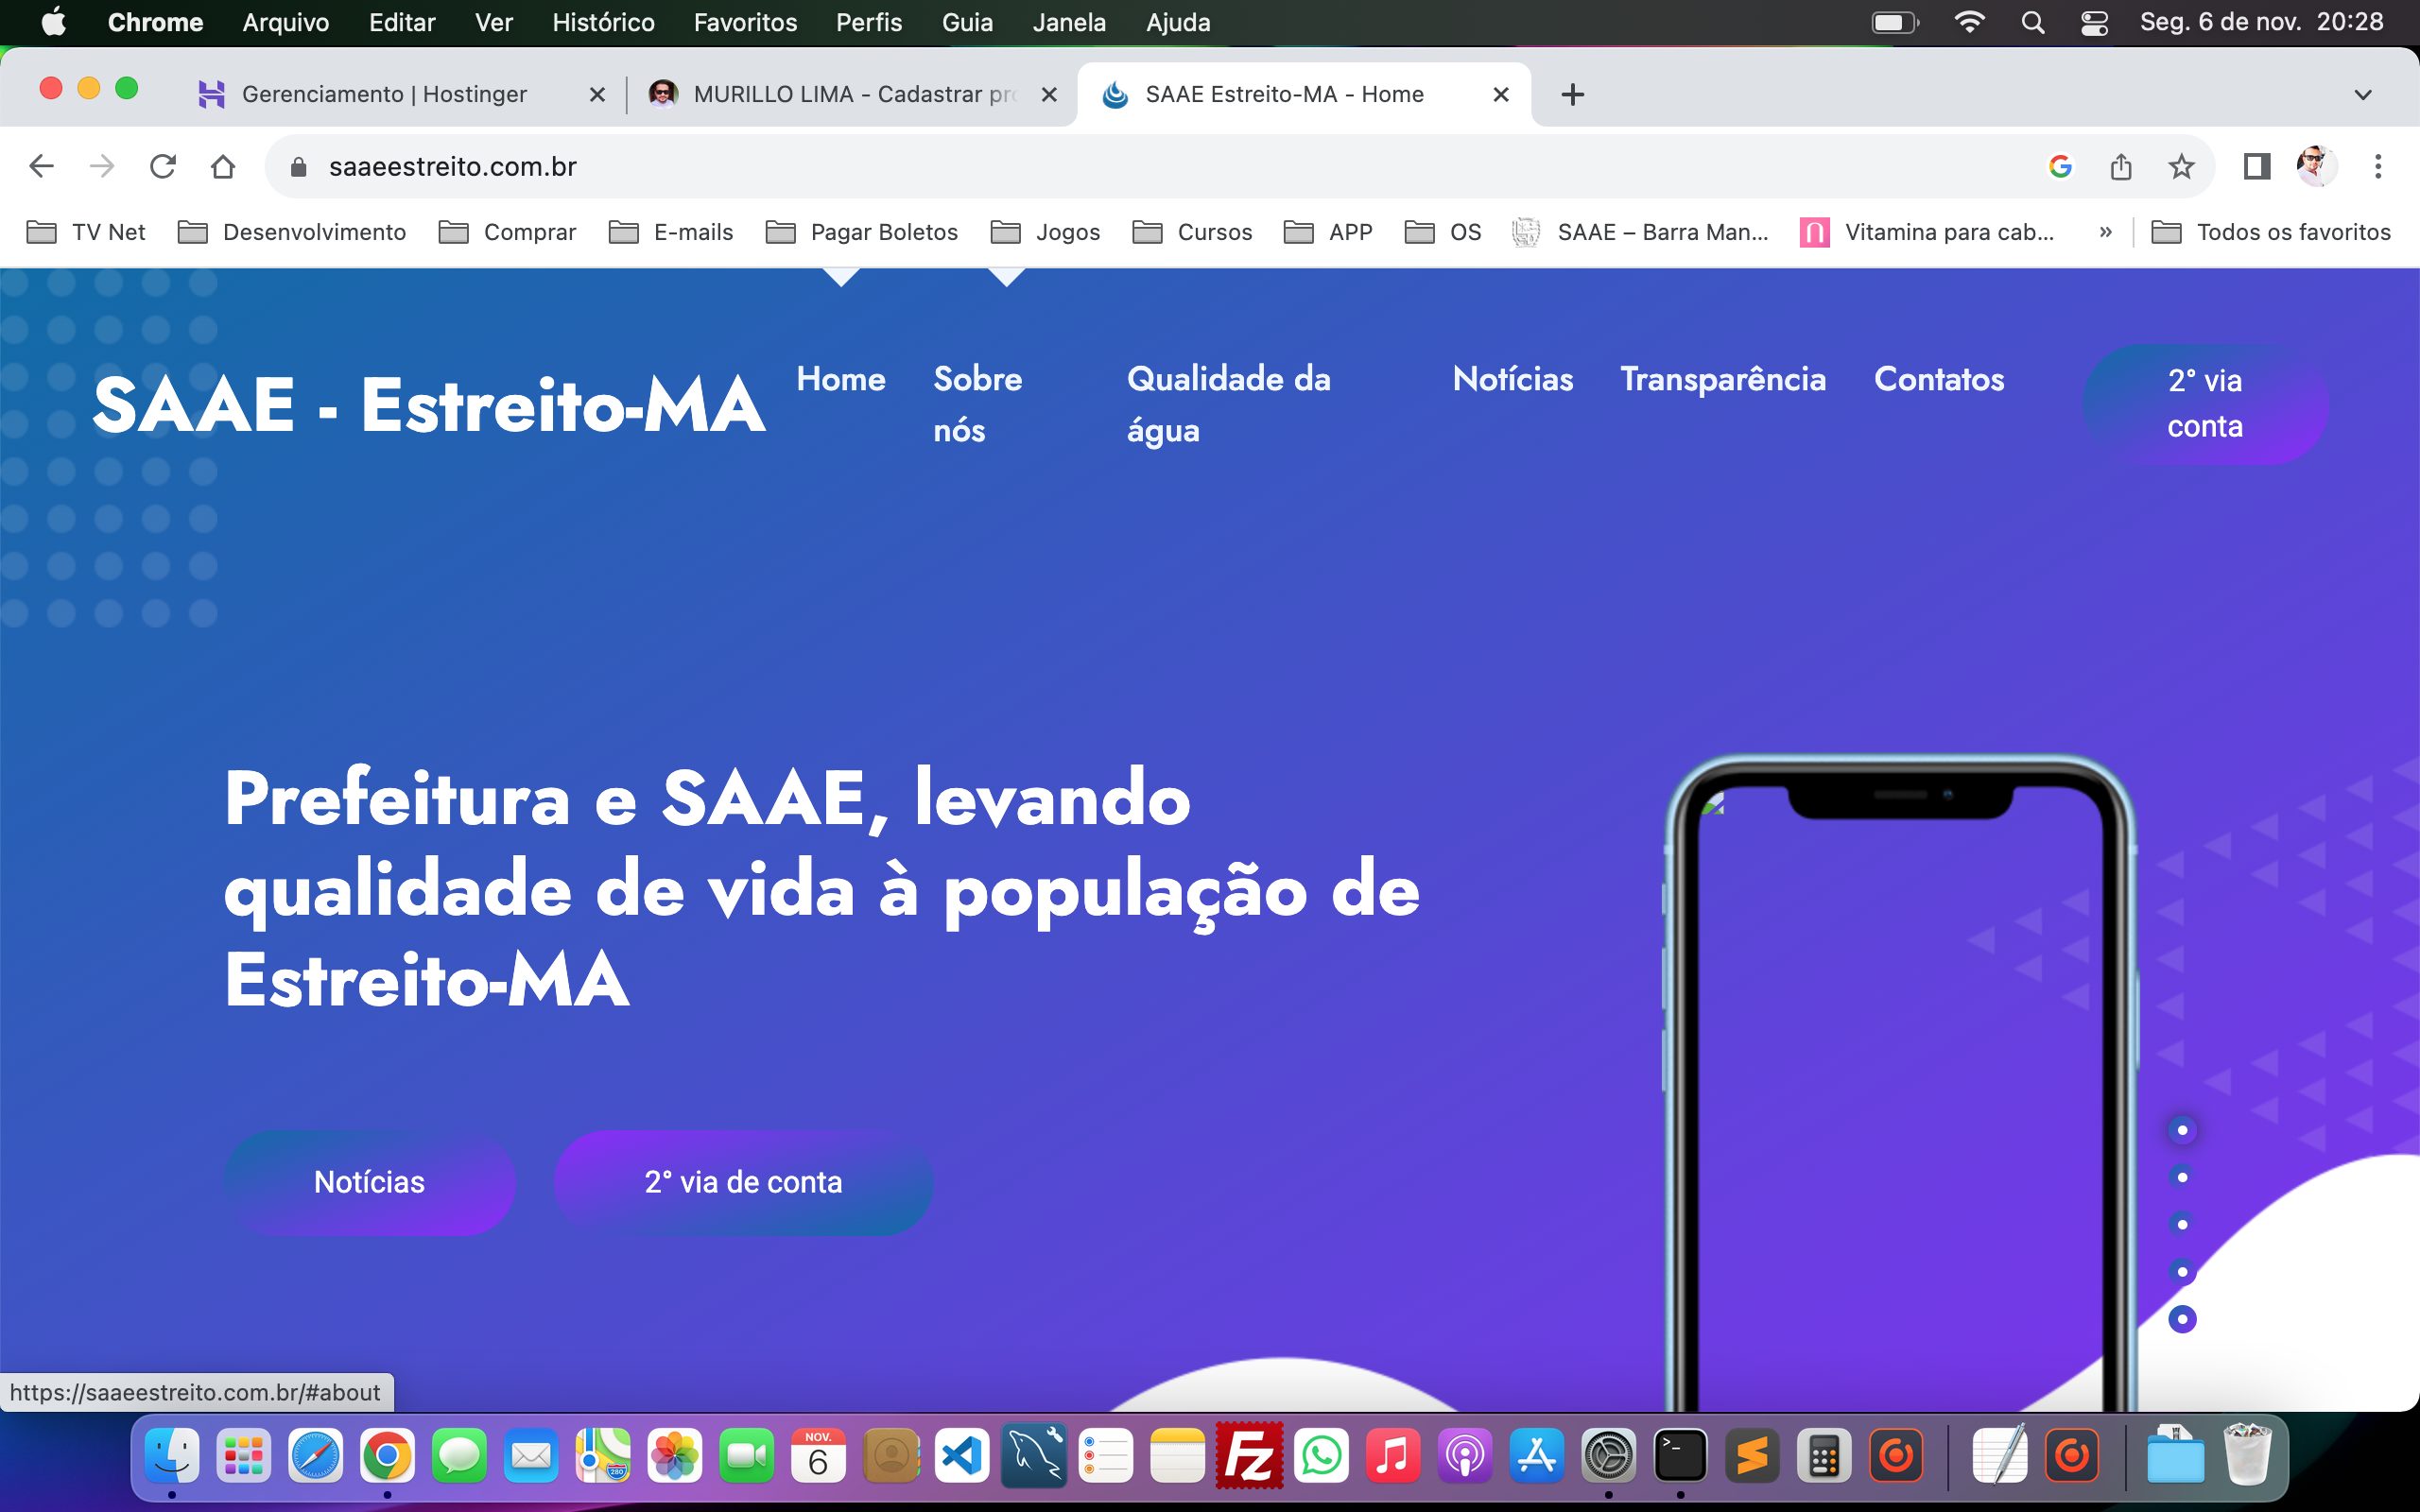 Chrome Arquivo Editar Ver Histórico Favoritos Perfis Guia Janela Ajuda Seg. 6 de nov. 20:28
Gerenciamento | Hostinger MURILLO LIMA - Cadastrar SAAE Estreito-MA - Home
saaeestreito.com.br
TV Net Desenvolvimento Comprar E-mails Pagar Boletos Jogos Cursos APP OS SAAE – Barra Man... Vitamina para cab... » Todos os favoritos
SAAE - Estreito-MA
Home Sobre nós Qualidade da água Notícias Transparência Contatos
2° via
conta
Prefeitura e SAAE, levando
qualidade de vida à população de
Estreito-MA
Notícias 2° via de conta
https://saaeestreito.com.br/#about
NOV.
6
280
Fz